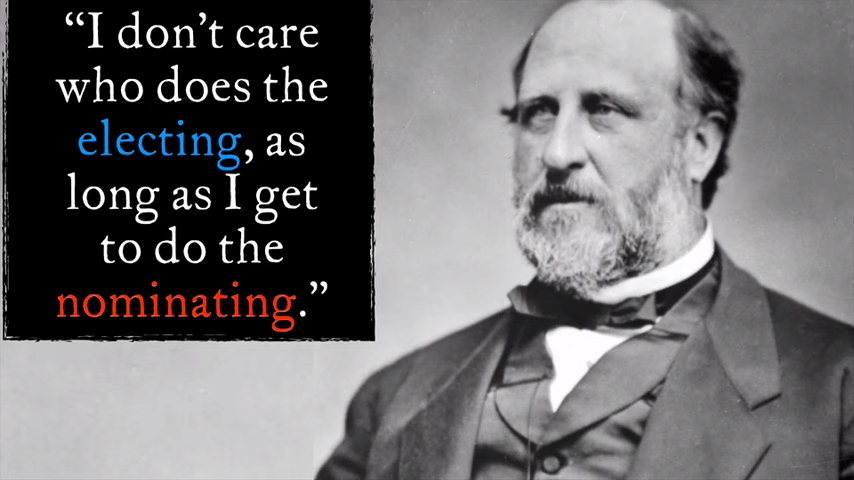 “I don’t care
who does the
electing, as
long as I get
to do the
nominating.”